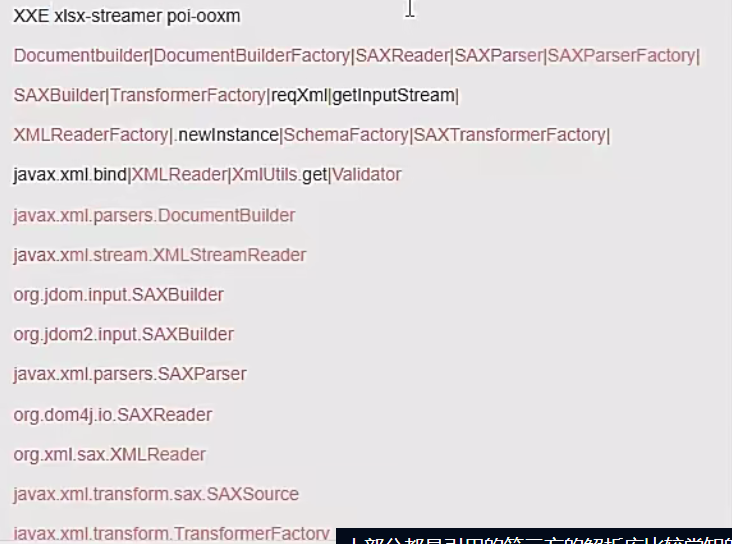 XXE xlsx-streamer poi-ooxm
Documentbuilder|DocumentBuilderFactory|SAXReader|SAXParser|SAXParserFactory|
SAXBuilder|TransformerFactory|reqXml|getInputStream|
XMLReaderFactory|.newInstance|SchemaFactory|SAXTransformerFactory|
javax.xml.bind|XMLReader|XmlUtils.get|Validator
javax.xml.parsers.DocumentBuilder
javax.xml.stream.XMLStreamReader
org.jdom.input.SAXBuilder
org.jdom2.input.SAXBuilder
javax.xml.parsers.SAXParser
org.dom4j.io.SAXReader
org.xml.sax.XMLReader
javax.xml.transform.sax.SAXSource
javax.xml.transform.TransformerFactory